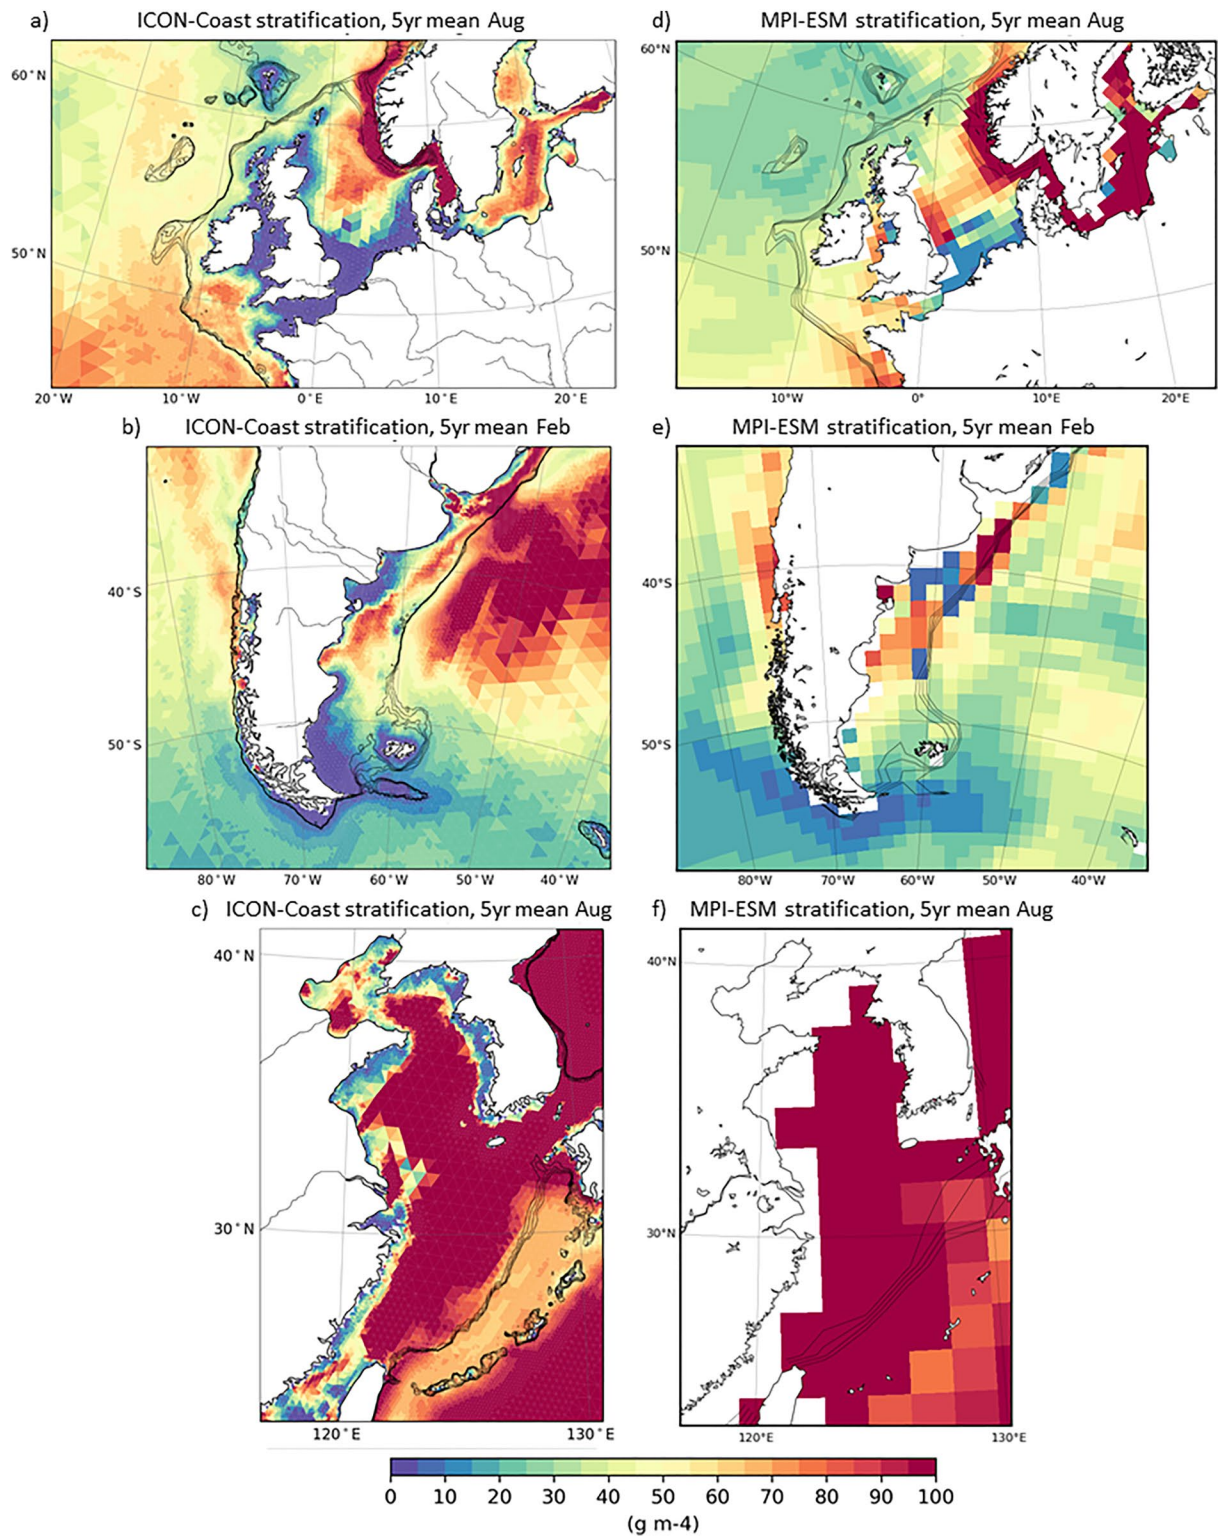 a) ICON-Coast stratification, 5yr mean Aug
60°N
50°N
20°W 10°W 0°E 10°E 20°E
d) MPI-ESM stratification, 5yr mean Aug
60°N
50°N
10°W 0° 10°E 20°E
b) ICON-Coast stratification, 5yr mean Feb
40°S
50°S
80°W 70°W 60°W 50°W 40°W
e) MPI-ESM stratification, 5yr mean Feb
40°S
50°S
80°W 70°W 60°W 50°W 40°W
c) ICON-Coast stratification, 5yr mean Aug
40°N
30°N
120°E 130°E
f) MPI-ESM stratification, 5yr mean Aug
40°N
30°N
120°E 130°E
0 10 20 30 40 50 60 70 80 90 100
(g m-4)